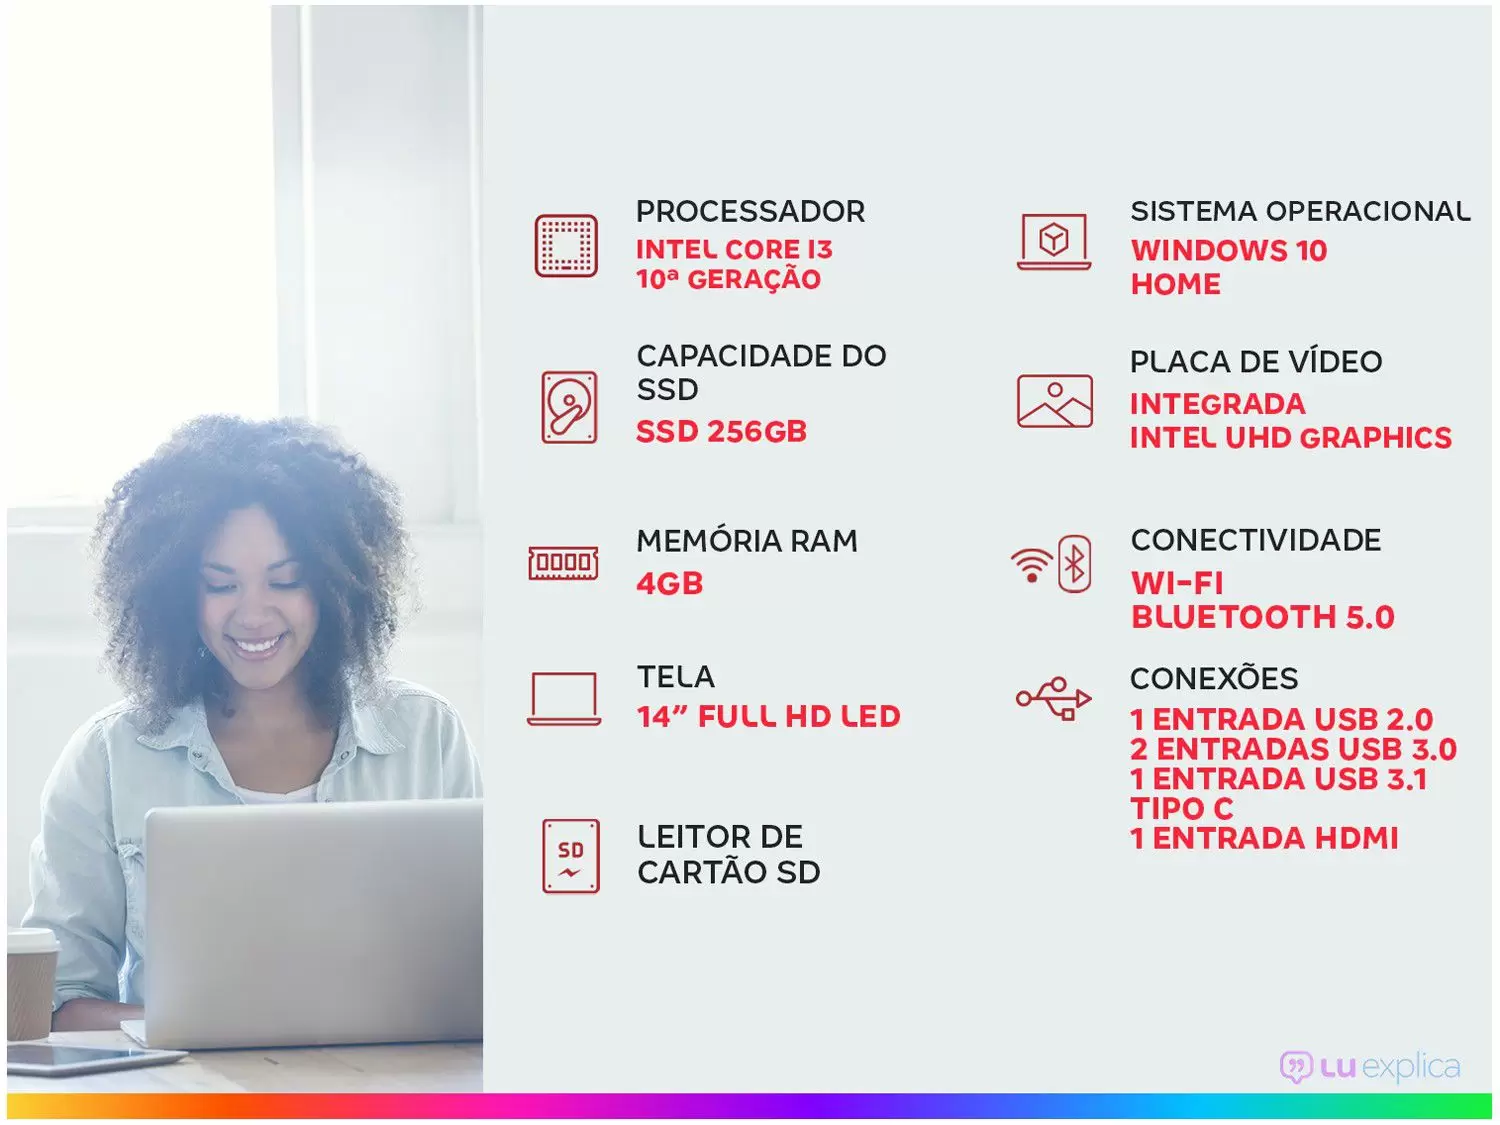 PROCESSADOR
INTEL CORE I3
10ª GERAÇÃO
CAPACIDADE DO
SSD
SSD 256GB
MEMÓRIA RAM
4GB
TELA
14” FULL HD LED
SD
LEITOR DE
CARTÃO SD
SISTEMA OPERACIONAL
WINDOWS 10
HOME
PLACA DE VÍDEO
INTEGRADA
INTEL UHD GRAPHICS
CONECTIVIDADE
WI-FI
BLUETOOTH 5.0
CONEXÕES
1 ENTRADA USB 2.0
2 ENTRADAS USB 3.0
1 ENTRADA USB 3.1
TIPO C
1 ENTRADA HDMI
LU explica